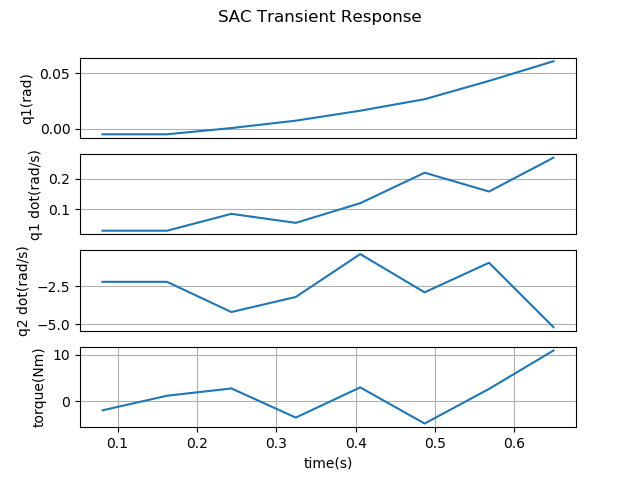 SAC Transient Response
q1(rad)
0.05
0.00
q1 dot(rad/s)
0.2
0.1
q2 dot(rad/s)
−2.5
−5.0
torque(Nm)
10
0
0.1 0.2 0.3 0.4 0.5 0.6
time(s)